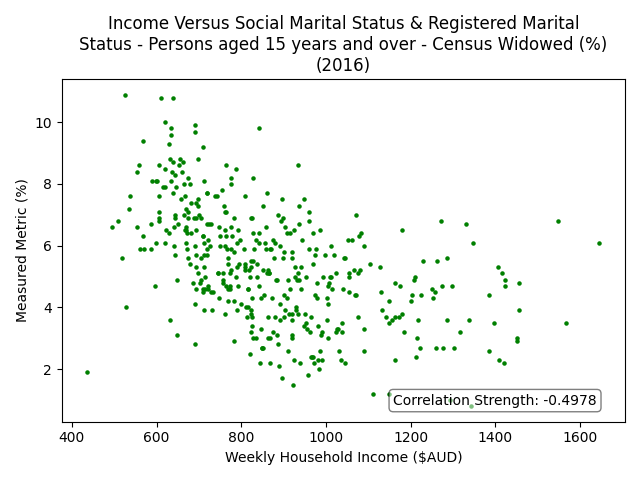 Income Versus Social Marital Status & Registered Marital
Status - Persons aged 15 years and over - Census Widowed (%)
(2016)
Measured Metric (%)
10
8
6
4
2
Correlation Strength: -0.4978
400 600 800 1000 1200 1400 1600
Weekly Household Income ($AUD)